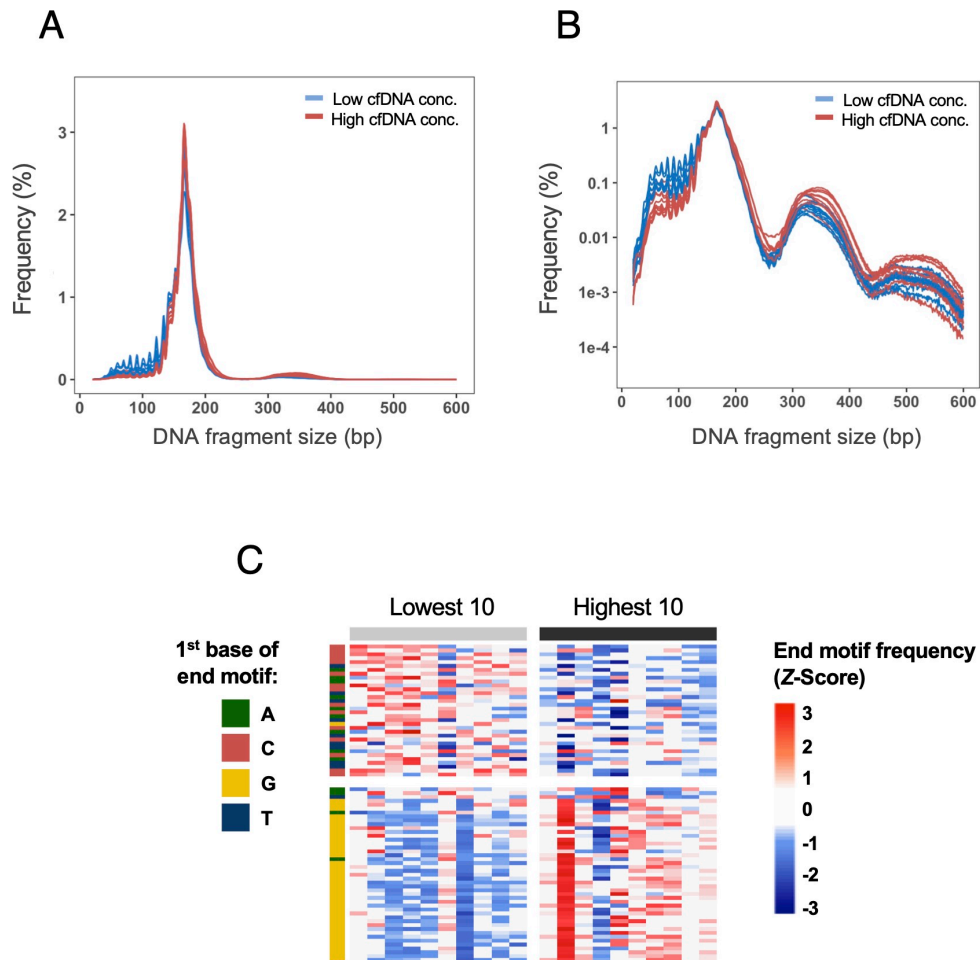 A
B
Low cfDNA conc.
High cfDNA conc.
Frequency (%)
3
2
1
0
0 100 200 300 400 500 600
DNA fragment size (bp)
Low cfDNA conc.
High cfDNA conc.
Frequency (%)
1
0.1
0.01
1e-3
1e-4
0 100 200 300 400 500 600
DNA fragment size (bp)
C
Lowest 10
Highest 10
1st base of
end motif:
A
C
G
T
End motif frequency
(Z-Score)
3
2
1
0
-1
-2
-3